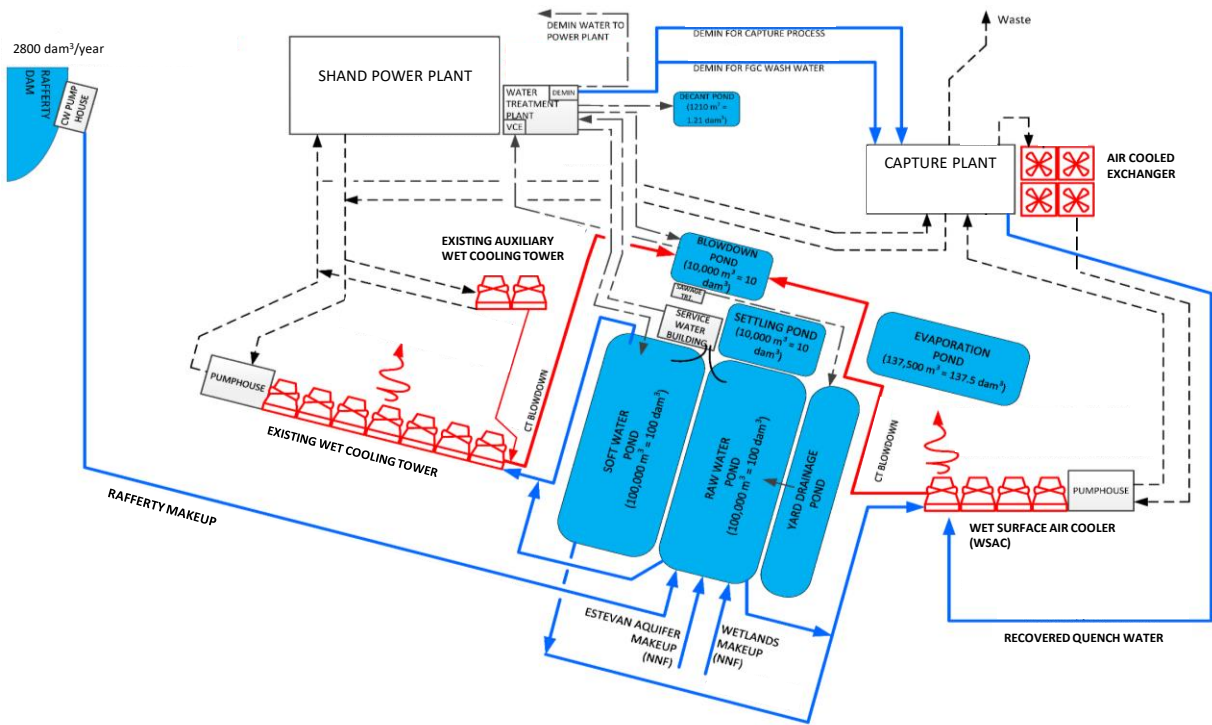 2800 dam³/year
RAFFERTY
DAM
CW PUMP
HOUSE
SHAND POWER PLANT
DEMIN WATER TO
POWER PLANT
WATER
TREATMENT
PLANT
DEMIN
VCE
DEMIN FOR CAPTURE PROCESS
DEMIN FOR FGC WASH WATER
DECANT POND
(1210 m³ =
1.21 dam³)
Waste
CAPTURE PLANT
AIR COOLED
EXCHANGER
EXISTING AUXILIARY
WET COOLING TOWER
BLOWDOWN
POND
(10,000 m³ = 10
dam³)
SAWAGE
TRT.
SERVICE
WATER
BUILDING
SETTLING POND
(10,000 m³ = 10
dam³)
EVAPORATION
POND
(137,500 m³ = 137.5 dam³)
PUMPHOUSE
EXISTING WET COOLING TOWER
CT BLOWDOWN
SOFT WATER
POND
(100,000 m³ = 100 dam³)
RAW WATER
POND
(100,000 m³ = 100 dam³)
YARD DRAINAGE
POND
CT BLOWDOWN
PUMPHOUSE
WET SURFACE AIR COOLER
(WSAC)
RAFFERTY MAKEUP
ESTEVAN AQUIFER
MAKEUP
(NNF)
WETLANDS
MAKEUP
(NNF)
RECOVERED QUENCH WATER